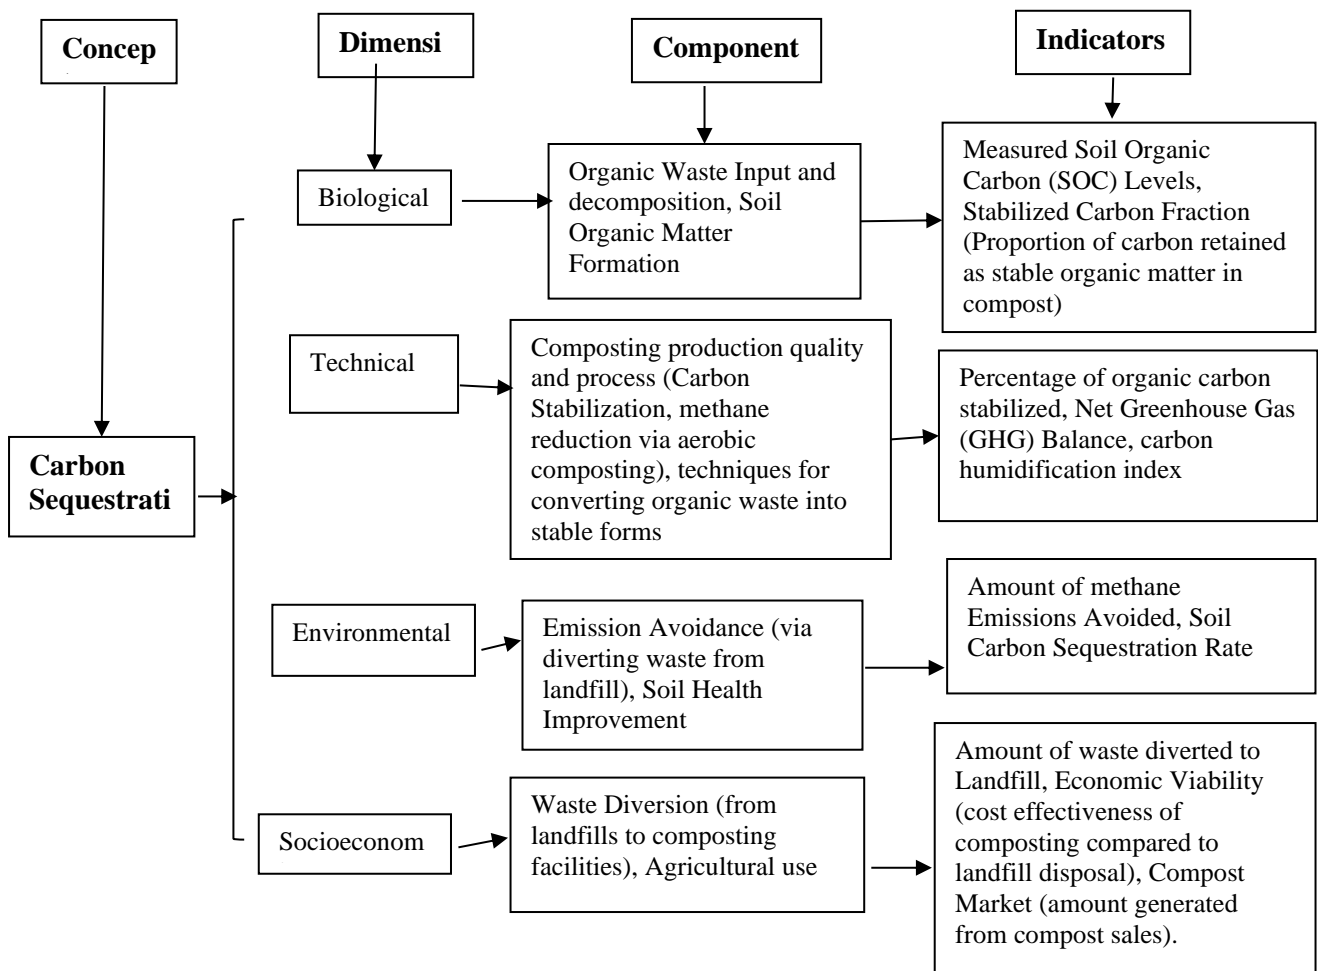 Concep
Dimensi
Component
Indicators
Biological
Organic Waste Input and
decomposition, Soil
Organic Matter
Formation
Measured Soil Organic
Carbon (SOC) Levels,
Stabilized Carbon Fraction
(Proportion of carbon retained
as stable organic matter in
compost)
Technical
Composting production quality
and process (Carbon
Stabilization, methane
reduction via aerobic
composting), techniques for
converting organic waste into
stable forms
Percentage of organic carbon
stabilized, Net Greenhouse Gas
(GHG) Balance, carbon
humidification index
Carbon
Sequestrati
Environmental
Emission Avoidance (via
diverting waste from
landfill), Soil Health
Improvement
Amount of methane
Emissions Avoided, Soil
Carbon Sequestration Rate
Socioeconom
Waste Diversion (from
landfills to composting
facilities), Agricultural use
Amount of waste diverted to
Landfill, Economic Viability
(cost effectiveness of
composting compared to
landfill disposal), Compost
Market (amount generated
from compost sales).